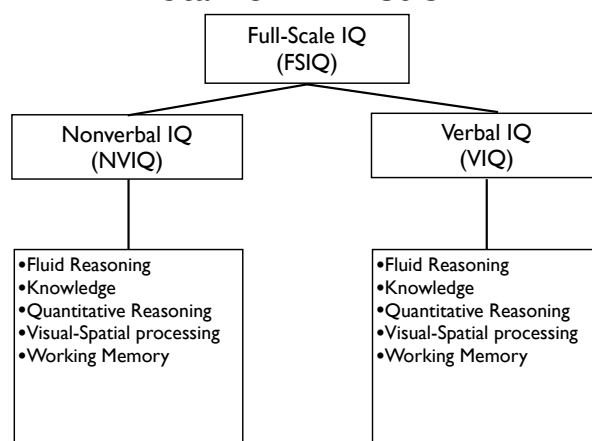 Full-Scale IQ
(FSIQ)
Nonverbal IQ
(NVIQ)
Verbal IQ
(VIQ)
•Fluid Reasoning
•Knowledge
•Quantitative Reasoning
•Visual-Spatial processing
•Working Memory
•Fluid Reasoning
•Knowledge
•Quantitative Reasoning
•Visual-Spatial processing
•Working Memory